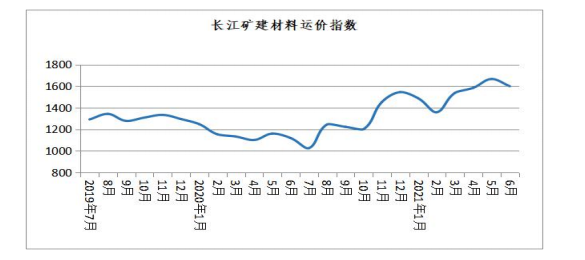 长江矿建材料运价指数
1800
1600
1400
1200
1000
800
2019年7月
8月
9月
10月
11月
12月
2020年1月
2月
3月
4月
5月
6月
7月
8月
9月
10月
11月
12月
2021年1月
2月
3月
4月
5月
6月